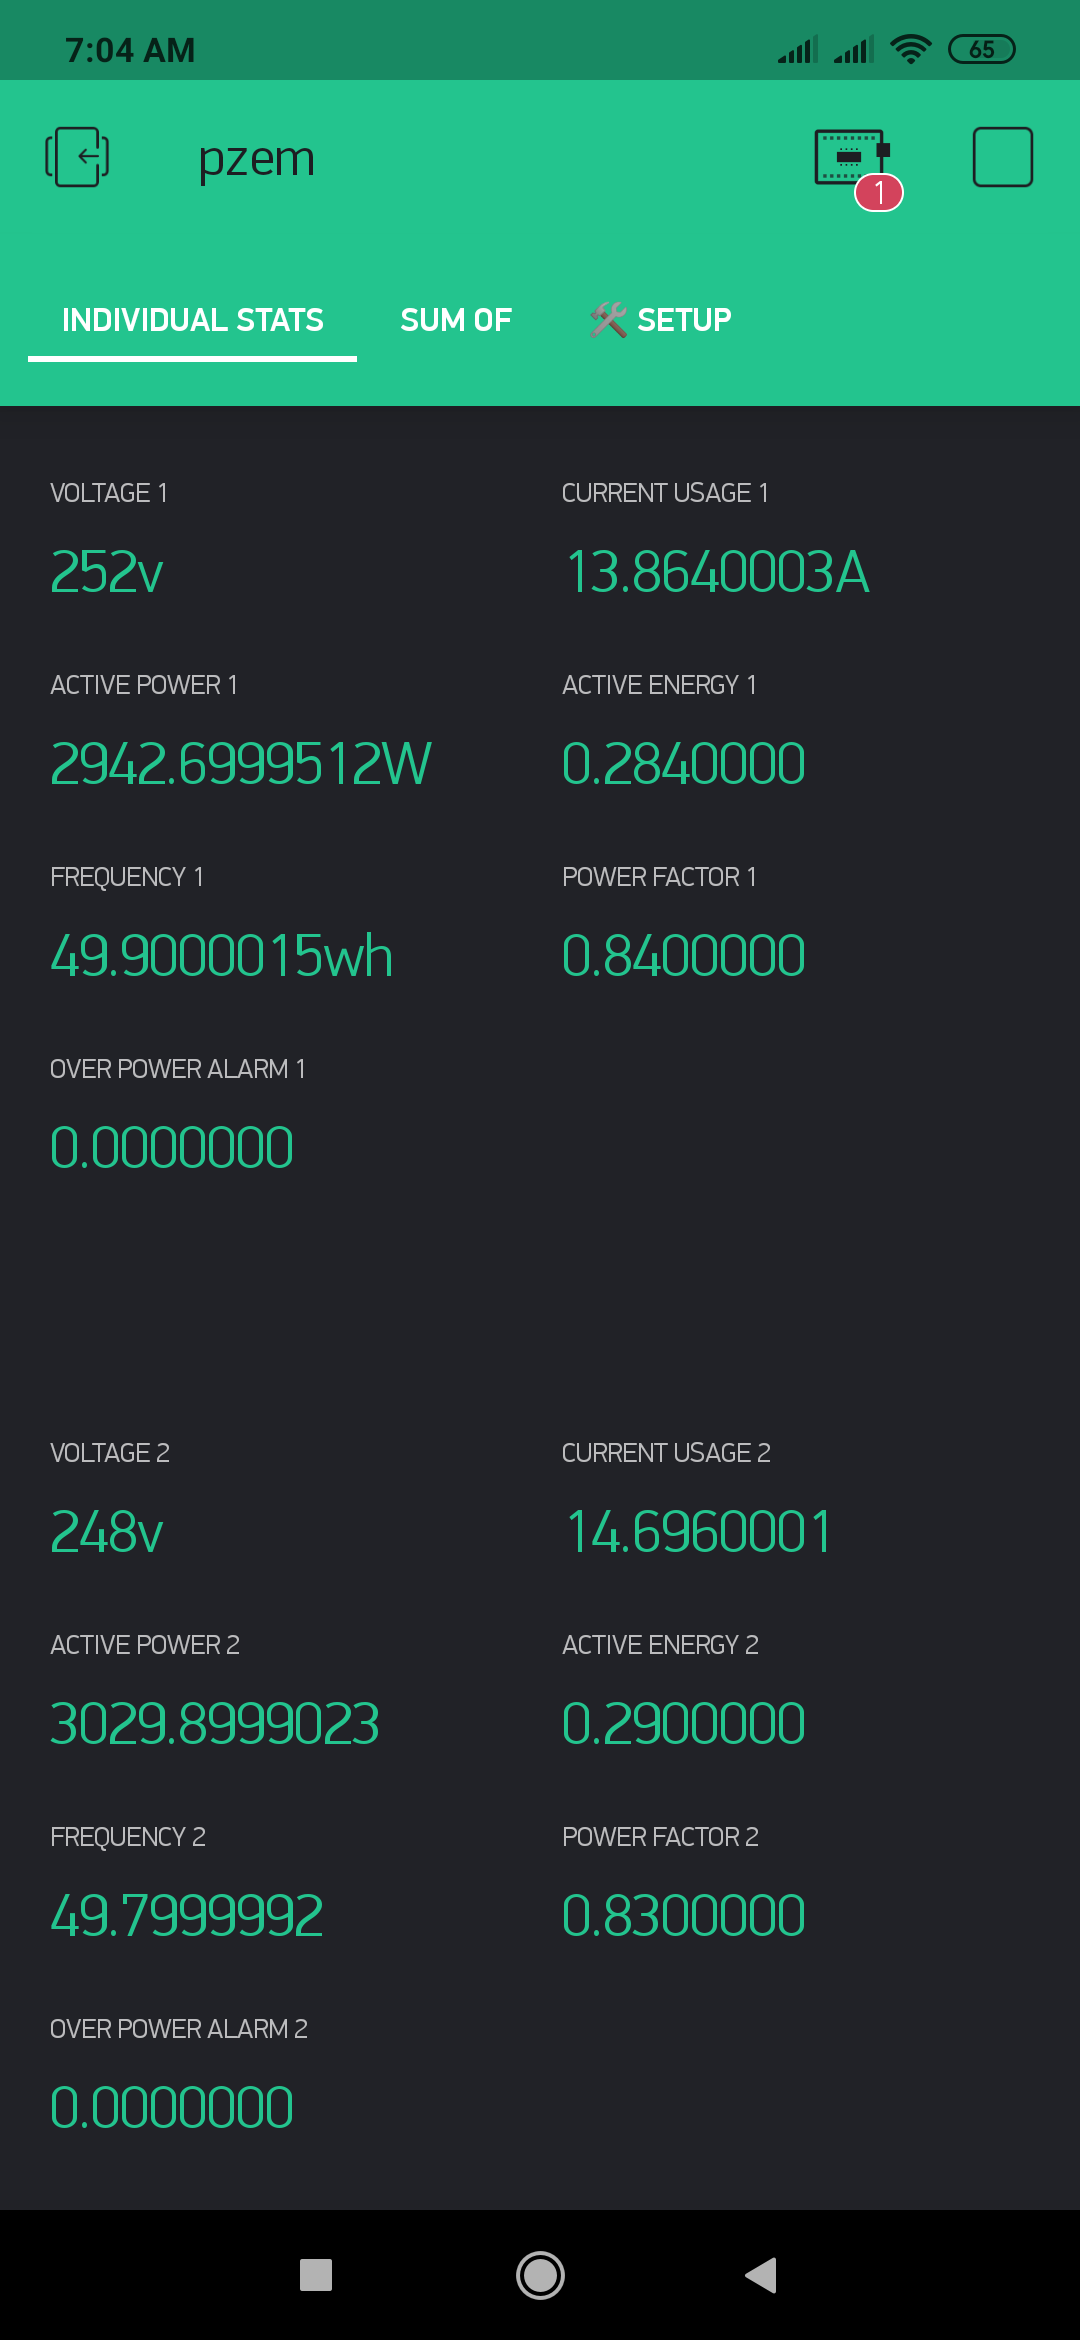 7:04 AM
65
pzem
1
INDIVIDUAL STATS
SUM OF
🛠 SETUP
VOLTAGE 1
CURRENT USAGE 1
252v
13.8640003A
ACTIVE POWER 1
ACTIVE ENERGY 1
2942.6999512W
0.2840000
FREQUENCY 1
POWER FACTOR 1
49.9000015wh
0.8400000
OVER POWER ALARM 1
0.0000000
VOLTAGE 2
CURRENT USAGE 2
248v
14.6960001
ACTIVE POWER 2
ACTIVE ENERGY 2
3029.8999023
0.2900000
FREQUENCY 2
POWER FACTOR 2
49.7999992
0.8300000
OVER POWER ALARM 2
0.0000000